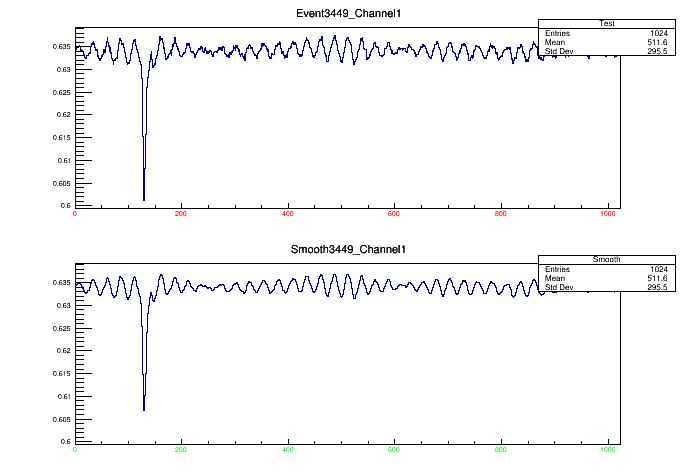 Event3449_Channel1
Test
Entries 1024
Mean 511.6
Std Dev 295.5
0.635
0.63
0.625
0.62
0.615
0.61
0.605
0.6
0 200 400 600 800 1000
Smooth3449_Channel1
Smooth
Entries 1024
Mean 511.6
Std Dev 295.5
0.635
0.63
0.625
0.62
0.615
0.61
0.605
0.6
0 200 400 600 800 1000